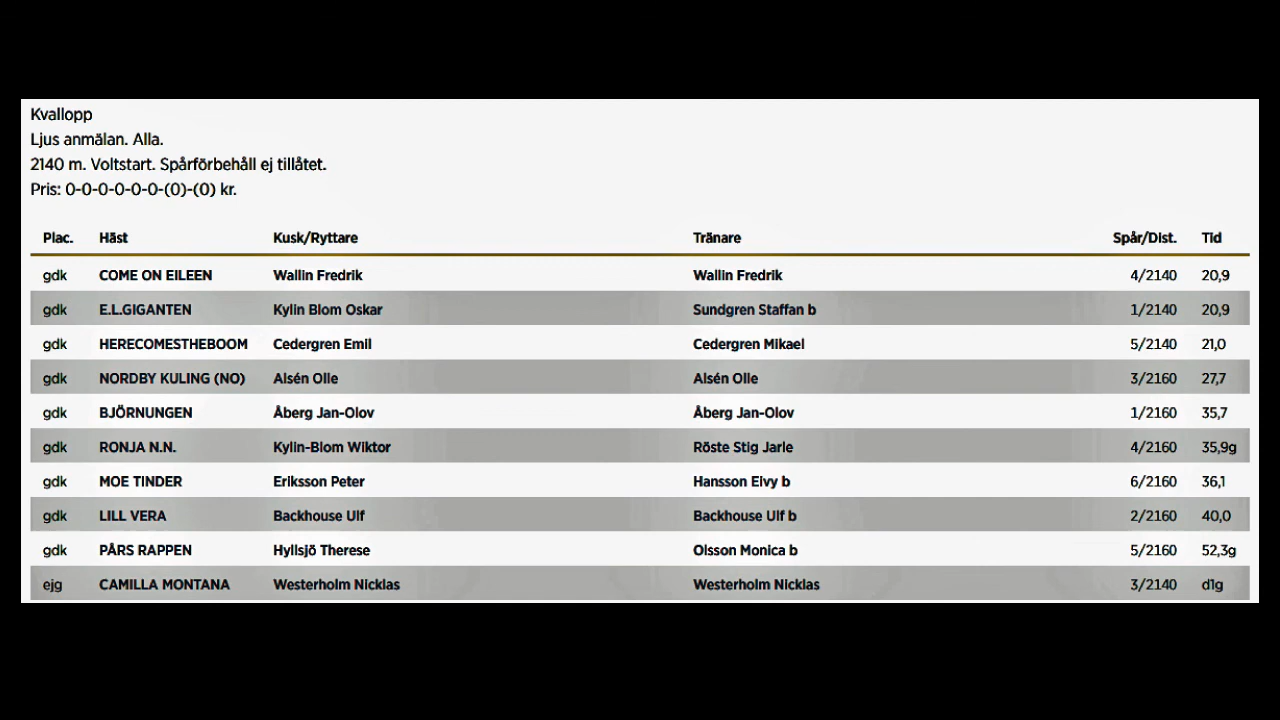 Kvallopp
Ljus anmälan. Alla.
2140 m. Voltstart. Spårförbehåll ej tillåtet.
Pris: 0-0-0-0-0-0-(0)-(0) kr.
Plac. Häst Kusk/Ryttare Tränare Spår/Dist. Tid
gdk COME ON EILEEN Wallin Fredrik Wallin Fredrik 4/2140 20,9
gdk E.L.GIGANTEN Kylin Blom Oskar Sundgren Staffan b 1/2140 20,9
gdk HERECOMESTHEBOOM Cedergren Emil Cedergren Mikael 5/2140 21,0
gdk NORDBY KULING (NO) Alsén Olle Alsén Olle 3/2160 27,7
gdk BJÖRNUNGEN Åberg Jan-Olov Åberg Jan-Olov 1/2160 35,7
gdk RONJA N.N. Kylin-Blom Wiktor Röste Stig Jarle 4/2160 35,9g
gdk MOE TINDER Eriksson Peter Hansson Elvy b 6/2160 36,1
gdk LILL VERA Backhouse Ulf Backhouse Ulf b 2/2160 40,0
gdk PÅRS RAPPEN Hyllsjö Therese Olsson Monica b 5/2160 52,3g
ejg CAMILLA MONTANA Westerholm Nicklas Westerholm Nicklas 3/2140 d1g